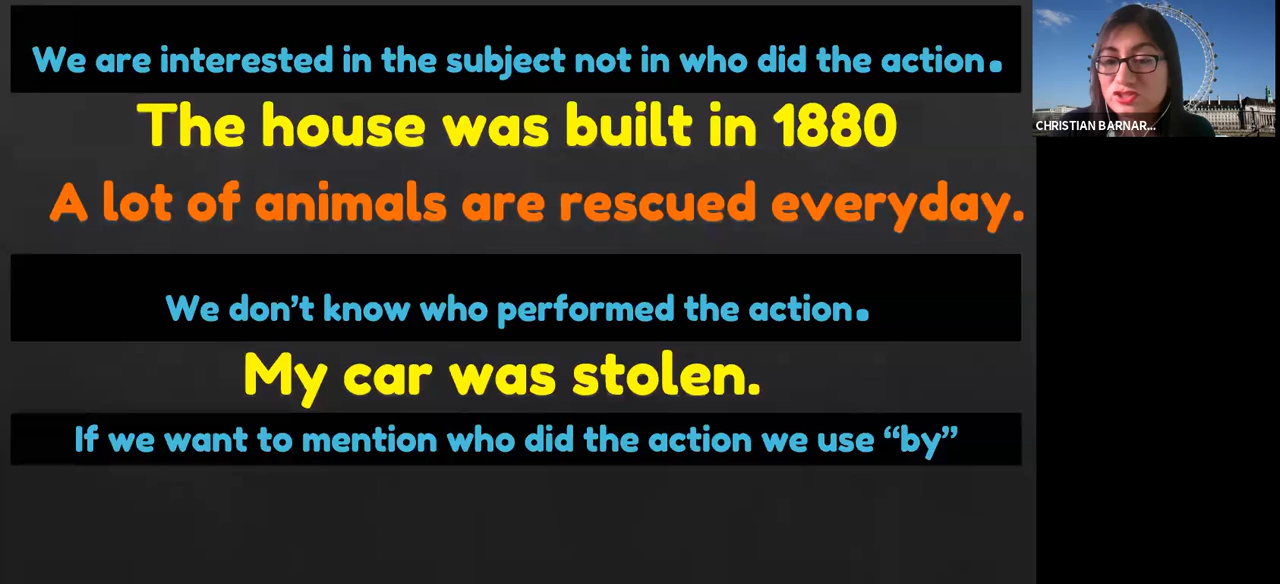 We are interested in the subject not in who did the action.
The house was built in 1880
A lot of animals are rescued everyday.
We don’t know who performed the action.
My car was stolen.
If we want to mention who did the action we use “by”
CHRISTIAN BARNAR...